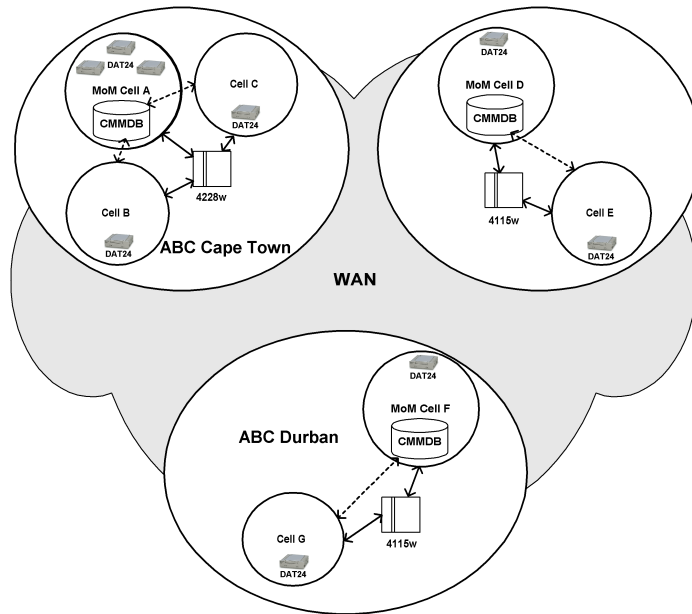 DAT24
MoM Cell A
CMMDB
Cell C
DAT24
4228w
Cell B
DAT24
ABC Cape Town
DAT24
MoM Cell D
CMMDB
4115w
Cell E
DAT24
WAN
DAT24
MoM Cell F
CMMDB
ABC Durban
4115w
Cell G
DAT24